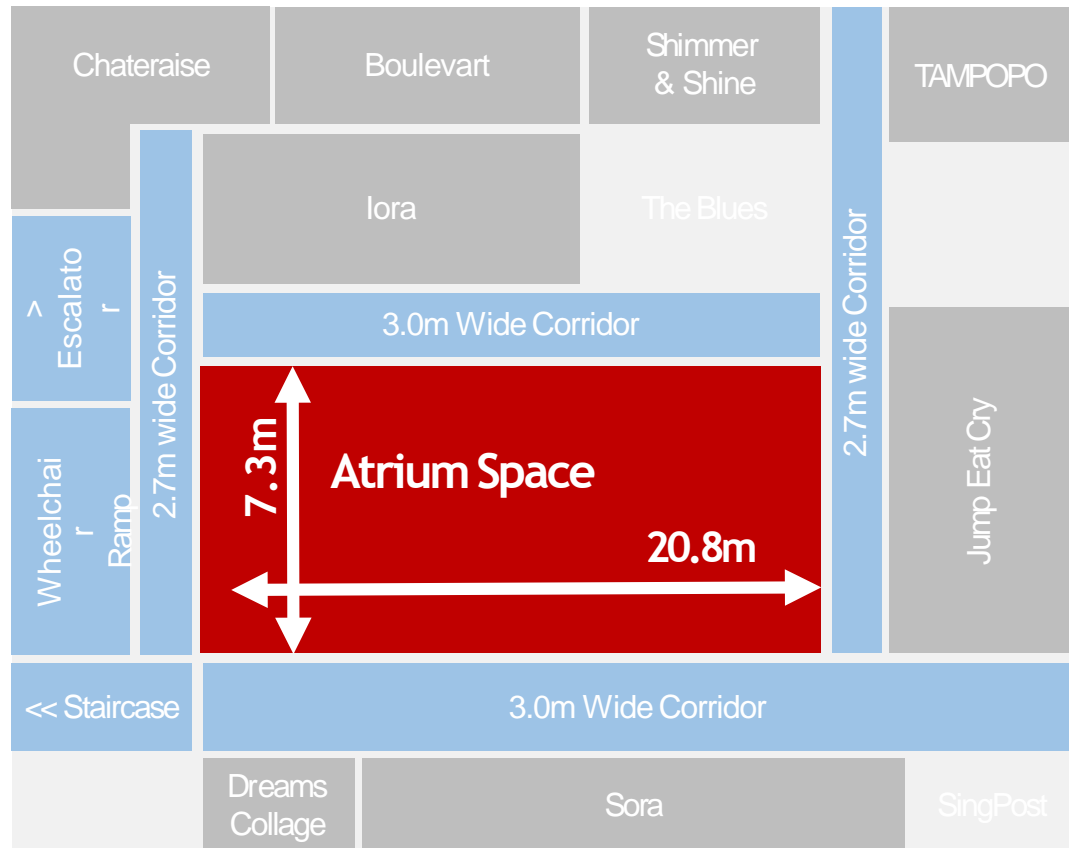 Chateraise
Boulevart
Shimmer
& Shine
TAMPOPO
Iora
The Blues
>
Escalato
r
2.7m wide Corridor
3.0m Wide Corridor
2.7m wide Corridor
Wheelchai
r
Ramp
7.3m
Atrium Space
20.8m
Jump Eat Cry
<< Staircase
3.0m Wide Corridor
Dreams
Collage
Sora
SingPost